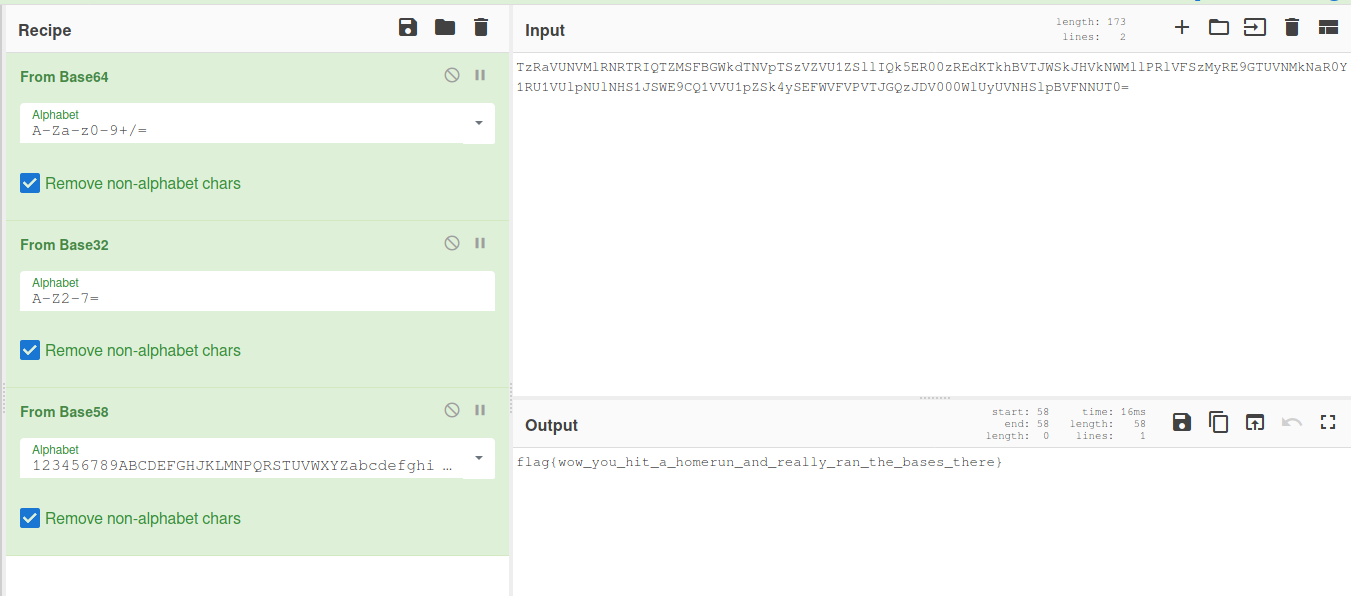 Recipe
From Base64
Alphabet
A-Za-z0-9+/=
Remove non-alphabet chars
From Base32
Alphabet
A-Z2-7=
Remove non-alphabet chars
From Base58
Alphabet
123456789ABCDEFGHJKLMNPQRSTUVWXYZabcdefghi …
Remove non-alphabet chars
Input
length: 173
lines: 2
TzRaVUNVMlRNRTRIQTZMSFBGWkdTNVpTSzVZVU1ZSllIQk5ER00zREdKTkhBVTJWSkJHVkNWMllPRlVFSzMyRE9GTUVNMkNaR0Y
1RU1VUlpNUlNHS1JSWE9CQ1VVU1pZSk4ySEFWVFVPVTJGQzJDV000WlUyUVNHSlpBVFNNUT0=
Output
start: 58
end: 58
length: 0
time: 16ms
length: 58
lines: 1
flag{wow_you_hit_a_homerun_and_really_ran_the_bases_there}